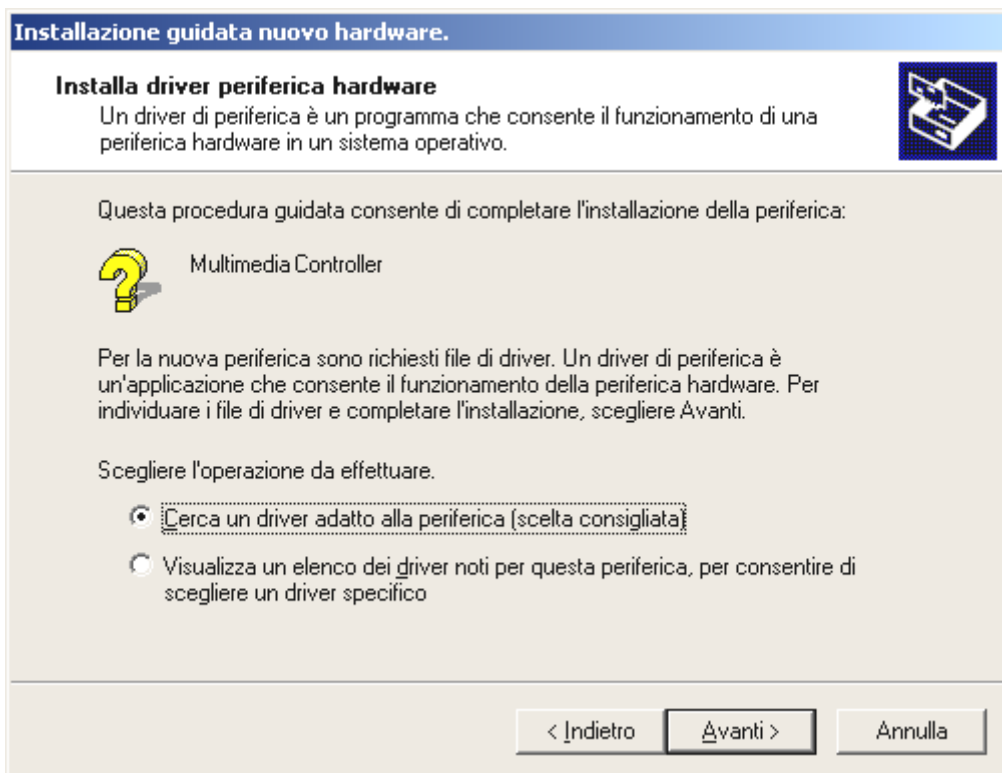 Installazione guidata nuovo hardware.
Installa driver periferica hardware
Un driver di periferica è un programma che consente il funzionamento di una
periferica hardware in un sistema operativo.
Questa procedura guidata consente di completare l'installazione della periferica:
Multimedia Controller
Per la nuova periferica sono richiesti file di driver. Un driver di periferica è
un'applicazione che consente il funzionamento della periferica hardware. Per
individuare i file di driver e completare l'installazione, scegliere Avanti.
Scegliere l'operazione da effettuare.
Cerca un driver adatto alla periferica (scelta consigliata)
Visualizza un elenco dei driver noti per questa periferica, per consentire di
scegliere un driver specifico
< Indietro
Avanti >
Annulla